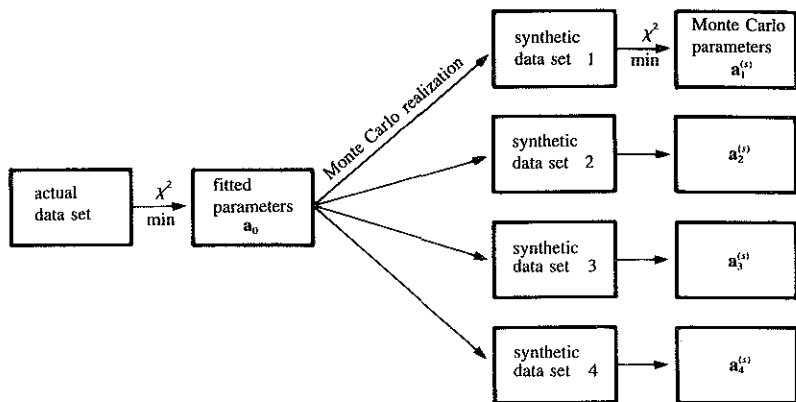 actual
data set
χ²
min
fitted
parameters
a₀
Monte Carlo realization
synthetic
data set 1
χ²
min
Monte Carlo
parameters
a₁⁽ˢ⁾
synthetic
data set 2
a₂⁽ˢ⁾
synthetic
data set 3
a₃⁽ˢ⁾
synthetic
data set 4
a₄⁽ˢ⁾